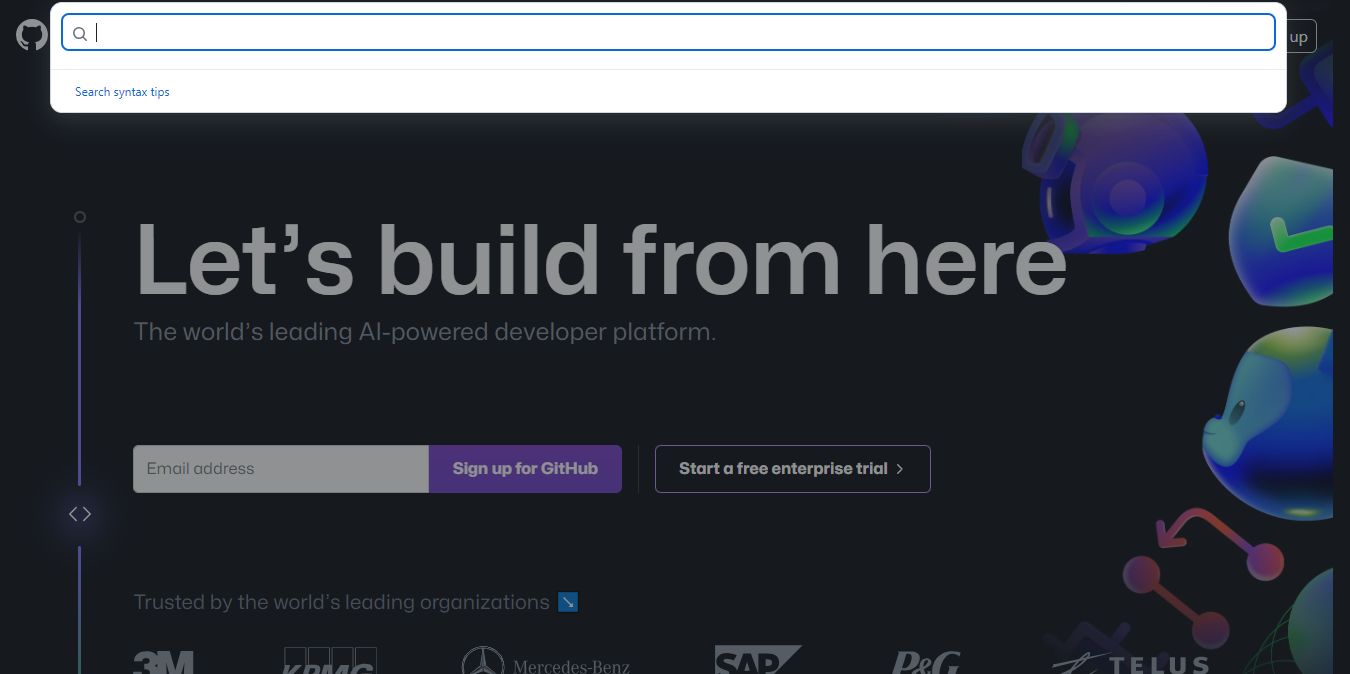 up
Search syntax tips
Let’s build from here
The world’s leading AI-powered developer platform.
Email address
Sign up for GitHub
Start a free enterprise trial
Trusted by the world’s leading organizations
3M
KPMG
Mercedes-Benz
SAP
P&G
TELUS